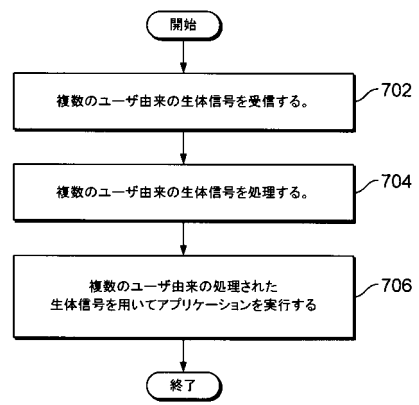 開始
複数のユーザ由来の生体信号を受信する。
702
複数のユーザ由来の生体信号を処理する。
704
複数のユーザ由来の処理された
生体信号を用いてアプリケーションを実行する
706
終了